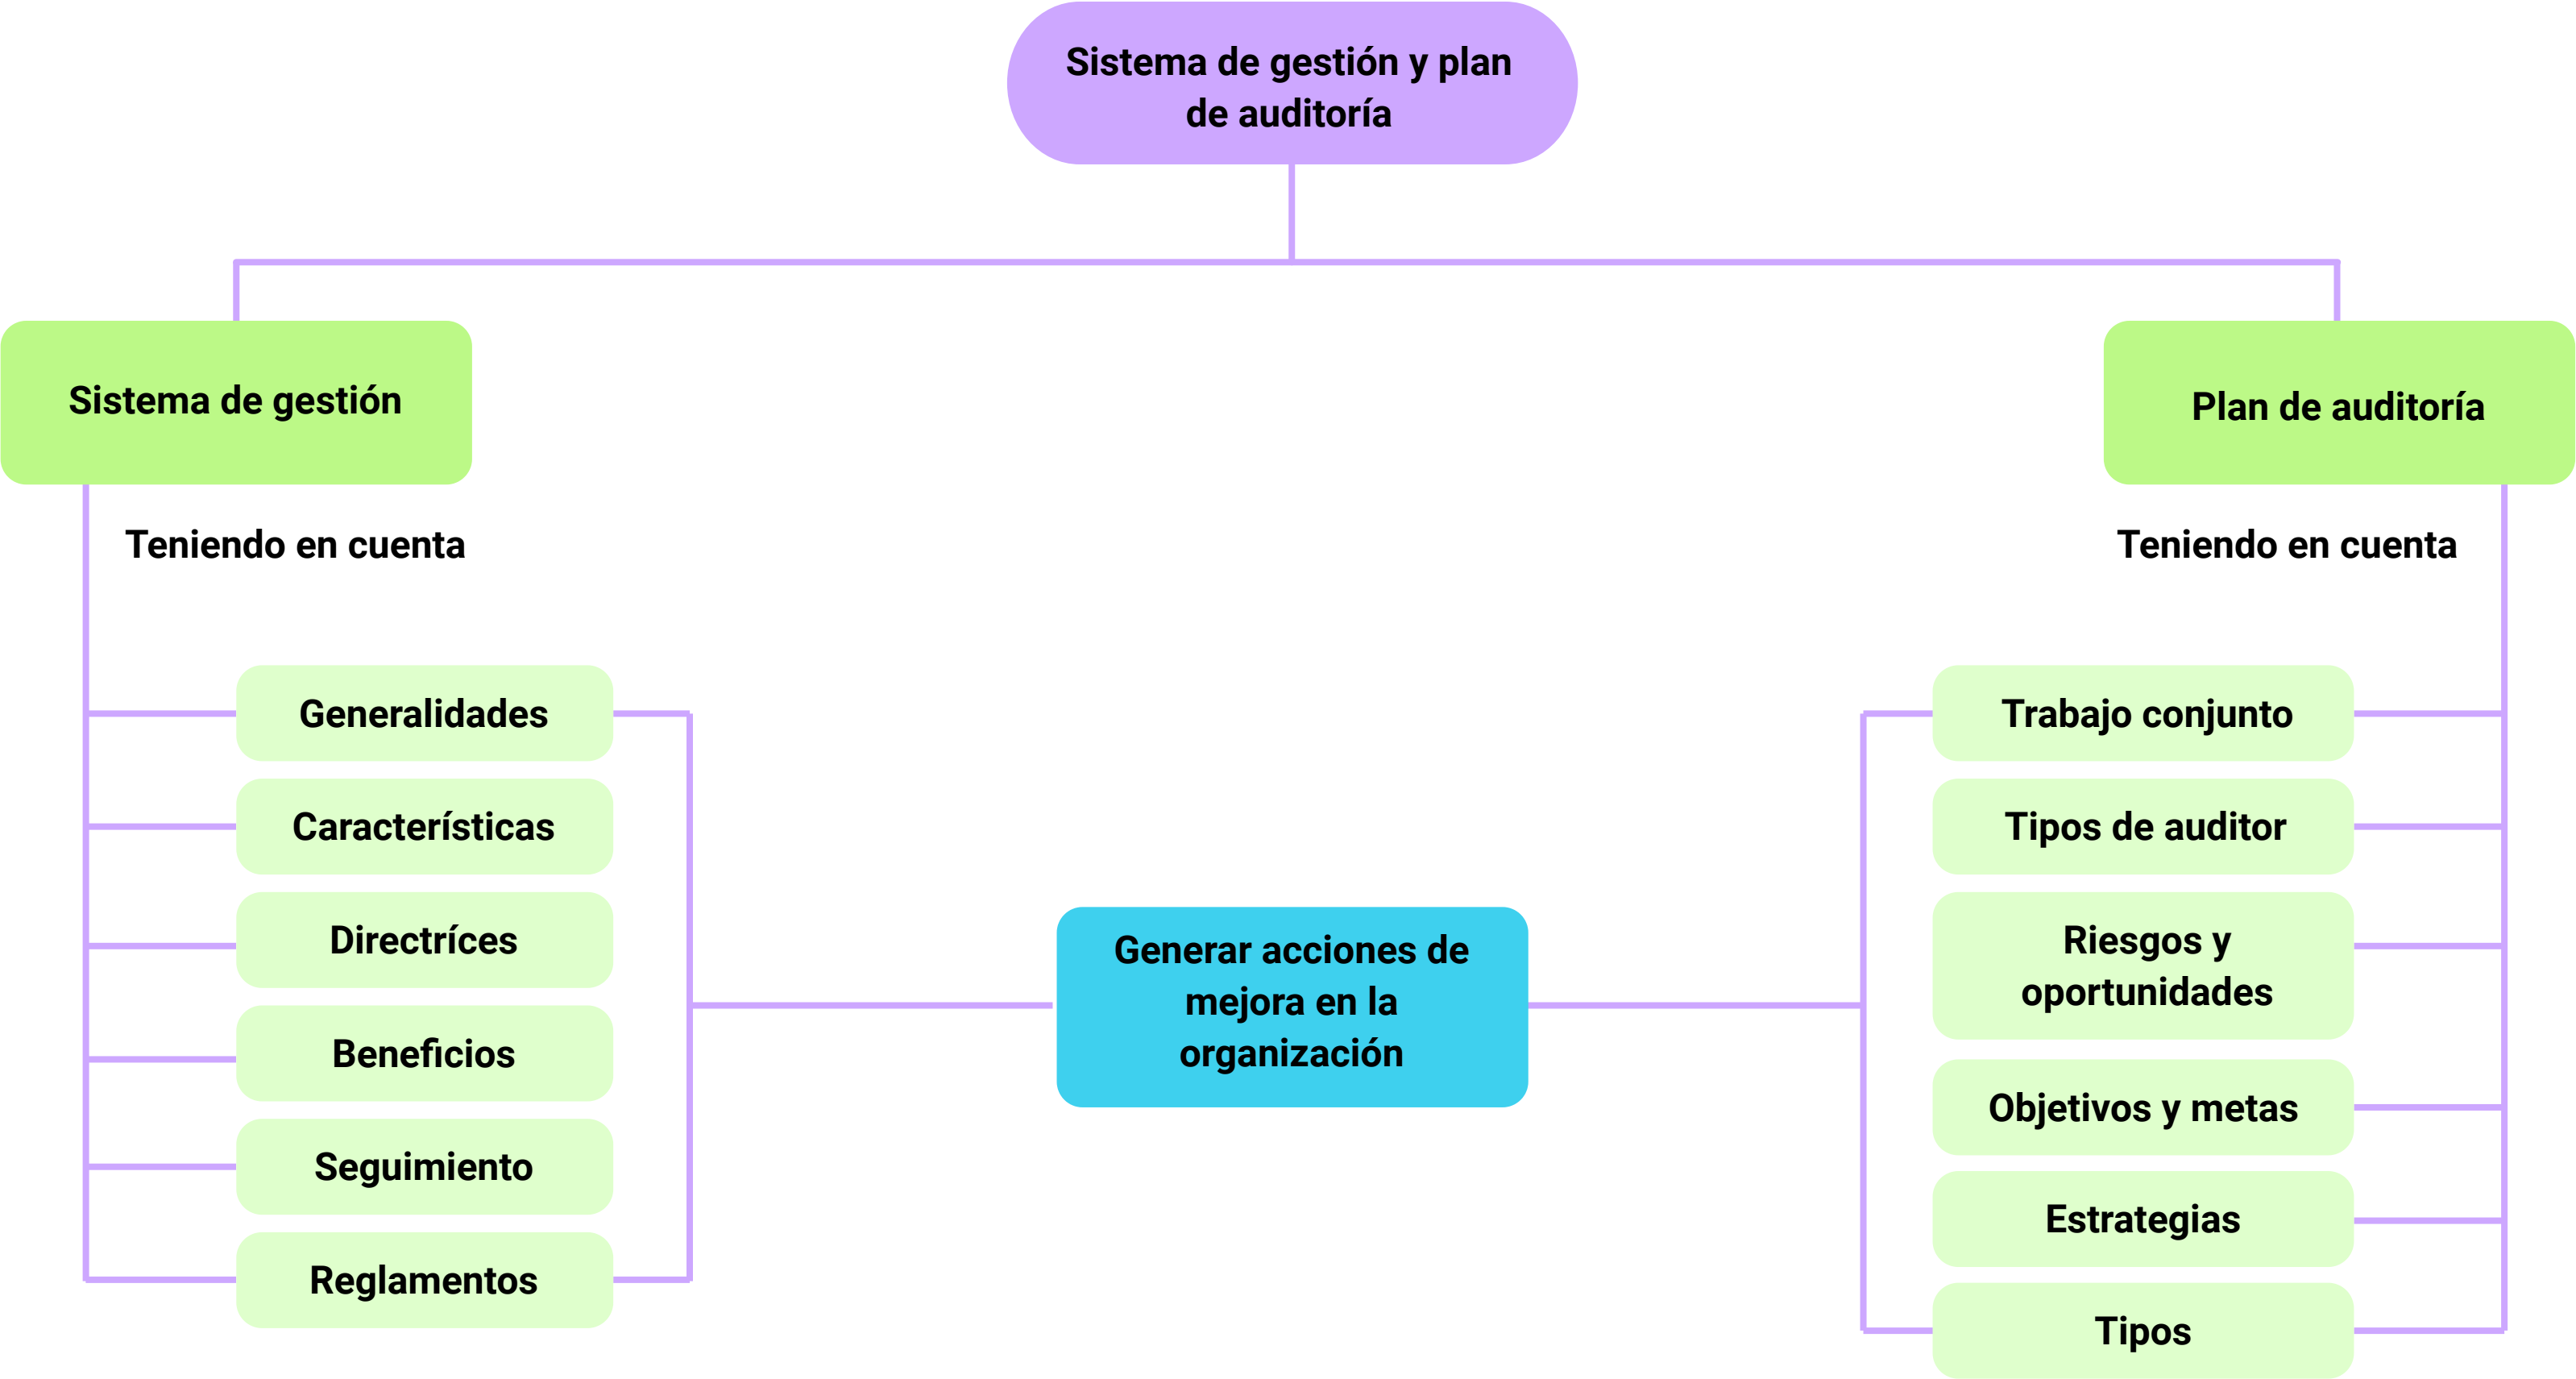 Sistema de gestión y plan
de auditoría
Sistema de gestión
Plan de auditoría
Teniendo en cuenta
Teniendo en cuenta
Generalidades
Características
Directríces
Beneficios
Seguimiento
Reglamentos
Generar acciones de
mejora en la
organización
Trabajo conjunto
Tipos de auditor
Riesgos y
oportunidades
Objetivos y metas
Estrategias
Tipos